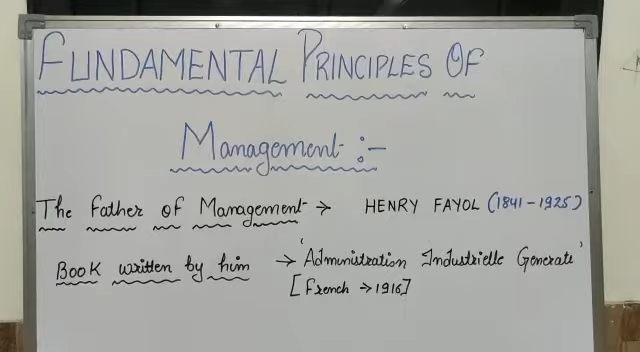 FUNDAMENTAL PRINCIPLES OF
Management :-
The Father of Management → HENRY FAYOL (1841-1925)
Book written by him → 'Administration Industrielle Generate'
[French → 1916]